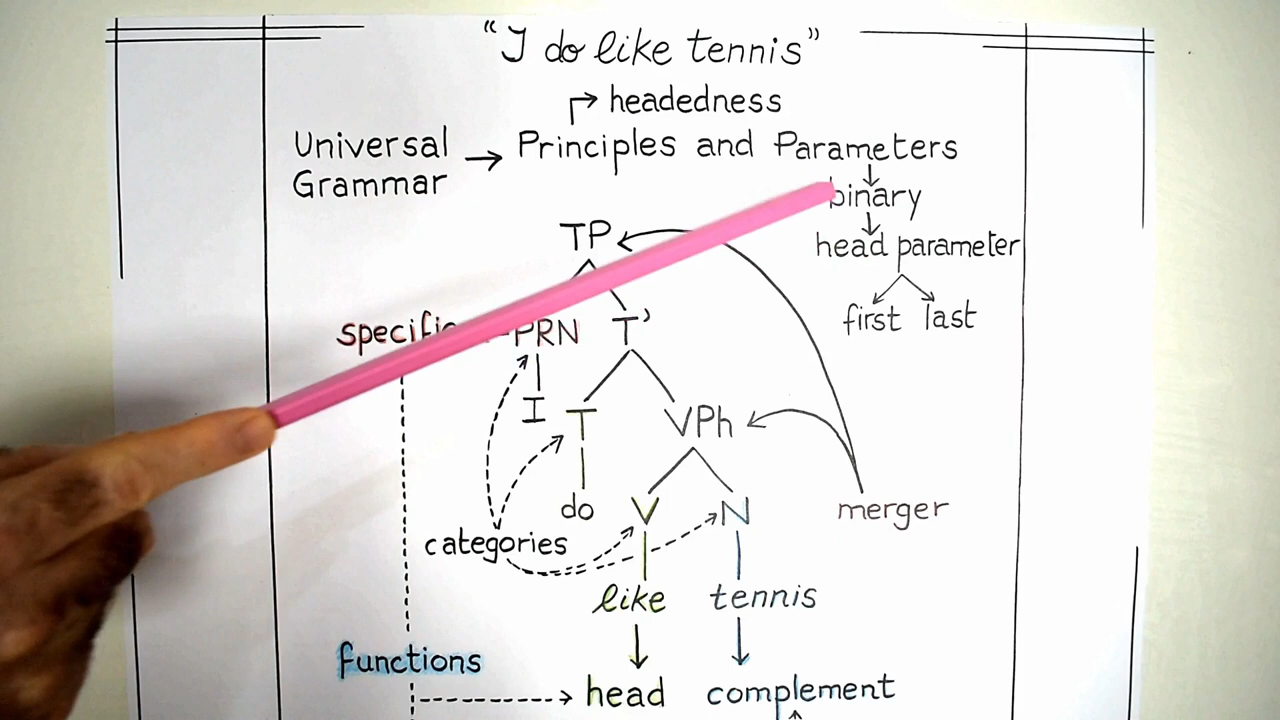 "I do like tennis"
headedness
Universal Grammar → Principles and Parameters
binary
head parameter
first last
TP
PRN T'
I T VPh
do V N merger
categories
like tennis
functions
head complement